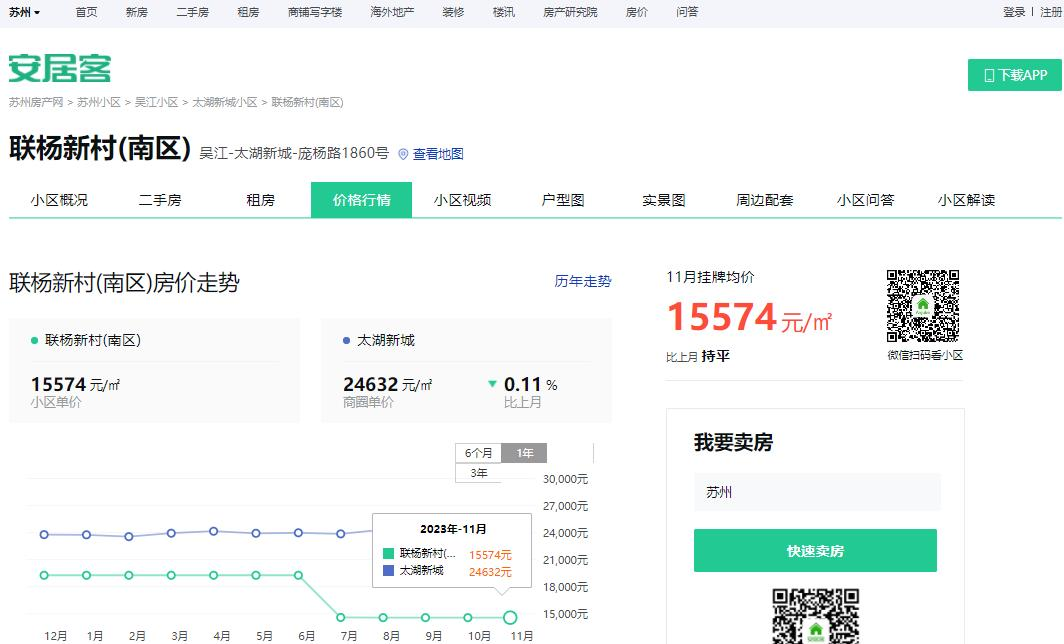 苏州 首页 新房 二手房 租房 商铺写字楼 海外地产 装修 楼讯 房产研究院 房价 问答 登录 注册
安居客
下载APP
苏州房产网 > 苏州小区 > 吴江小区 > 太湖新城小区 > 联杨新村(南区)
联杨新村(南区) 吴江-太湖新城-庞杨路1860号 查看地图
小区概况 二手房 租房 价格行情 小区视频 户型图 实景图 周边配套 小区问答 小区解读
联杨新村(南区)房价走势 历年走势
联杨新村(南区)
15574 元/㎡
小区单价
太湖新城
24632 元/㎡ 0.11 %
商圈单价 比上月
6个月 1年
3年
30,000元
27,000元
24,000元
21,000元
18,000元
15,000元
2023年-11月
联杨新村(... 15574元
太湖新城 24632元
12月 1月 2月 3月 4月 5月 6月 7月 8月 9月 10月 11月
11月挂牌均价
15574 元/㎡
比上月 持平
微信扫码看小区
我要卖房
苏州
快速卖房